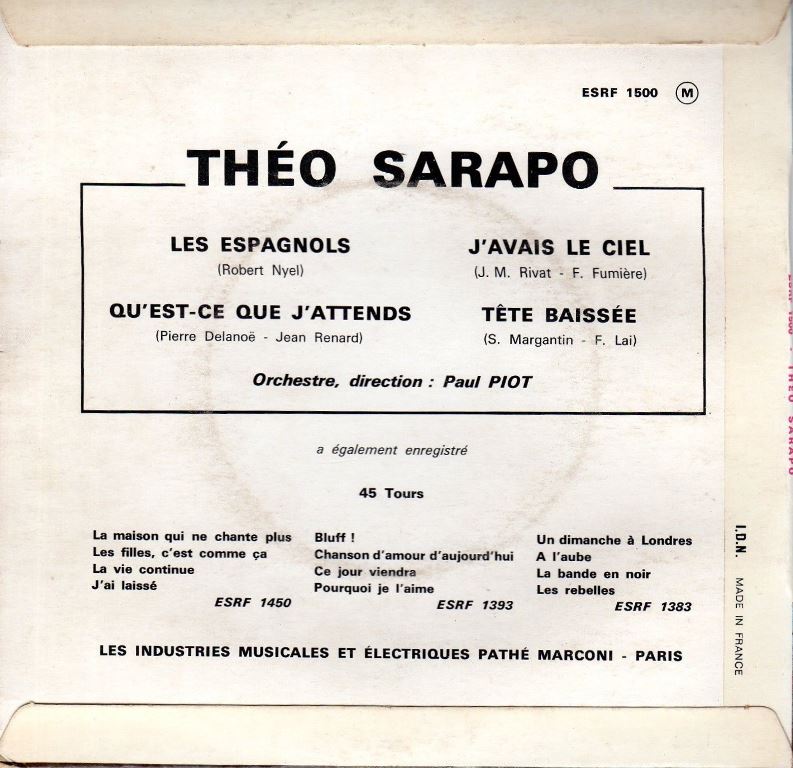 ESRF 1500 M
THÉO SARAPO
LES ESPAGNOLS
(Robert Nyel)
J'AVAIS LE CIEL
(J. M. Rivat - F. Fumière)
QU'EST-CE QUE J'ATTENDS
(Pierre Delanoë - Jean Renard)
TÊTE BAISSÉE
(S. Margantin - F. Lai)
Orchestre, direction : Paul PIOT
a également enregistré
45 Tours
La maison qui ne chante plus
Les filles, c'est comme ça
La vie continue
J'ai laissé
ESRF 1450
Bluff !
Chanson d'amour d'aujourd'hui
Ce jour viendra
Pourquoi je l'aime
ESRF 1393
Un dimanche à Londres
A l'aube
La bande en noir
Les rebelles
ESRF 1383
LES INDUSTRIES MUSICALES ET ÉLECTRIQUES PATHÉ MARCONI - PARIS
I.D.N. MADE IN FRANCE
ESRF 1500 : THÉO SARAPO